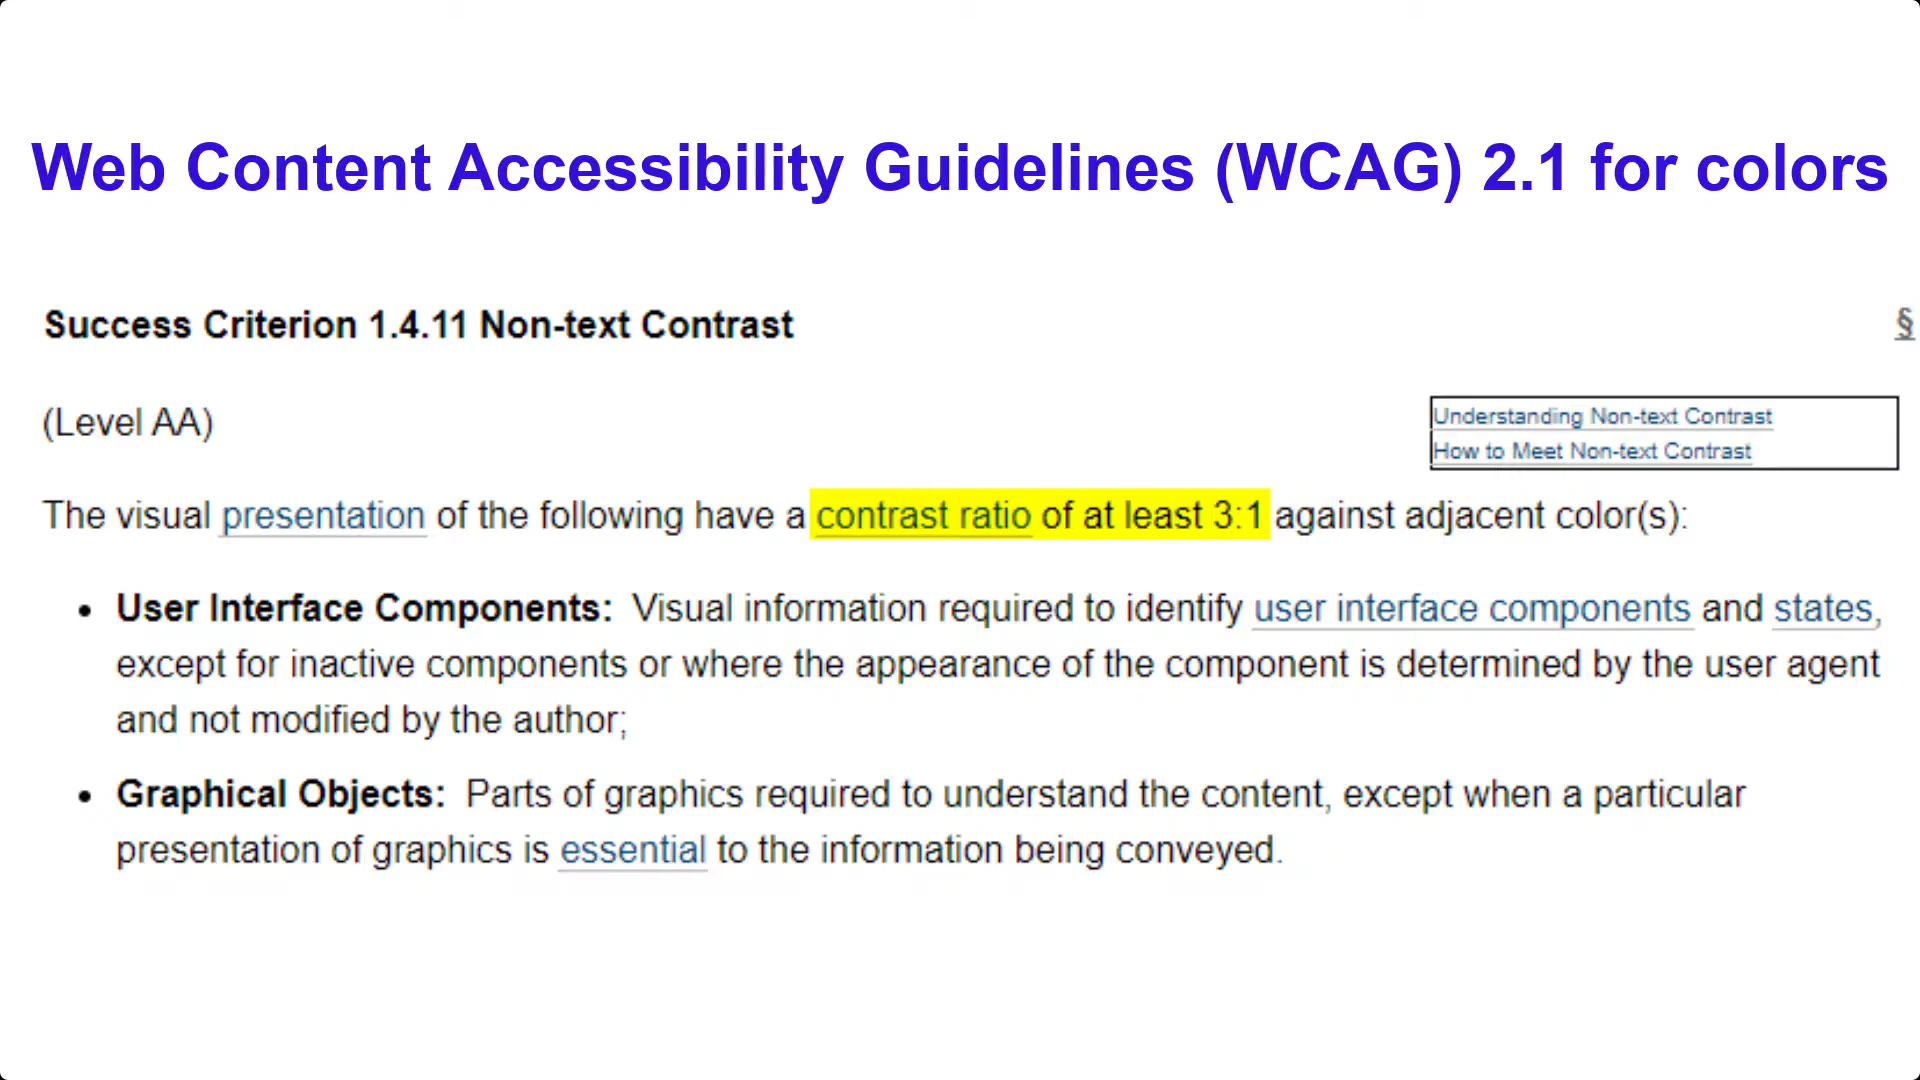 Web Content Accessibility Guidelines (WCAG) 2.1 for colors
Success Criterion 1.4.11 Non-text Contrast
§
(Level AA)
Understanding Non-text Contrast
How to Meet Non-text Contrast
The visual presentation of the following have a contrast ratio of at least 3:1 against adjacent color(s):
• User Interface Components: Visual information required to identify user interface components and states,
except for inactive components or where the appearance of the component is determined by the user agent
and not modified by the author;
• Graphical Objects: Parts of graphics required to understand the content, except when a particular
presentation of graphics is essential to the information being conveyed.